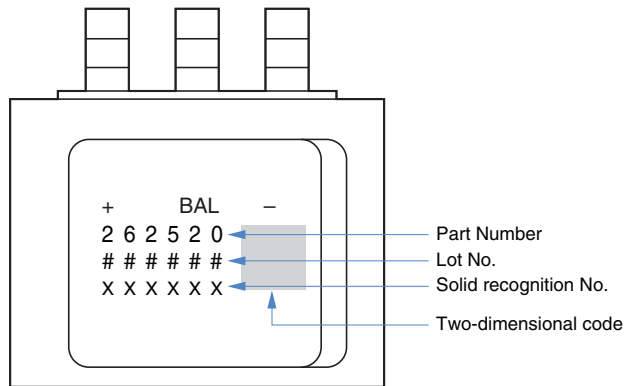 + BAL −
2 6 2 5 2 0
# # # # # #
x x x x x x
Part Number
Lot No.
Solid recognition No.
Two-dimensional code